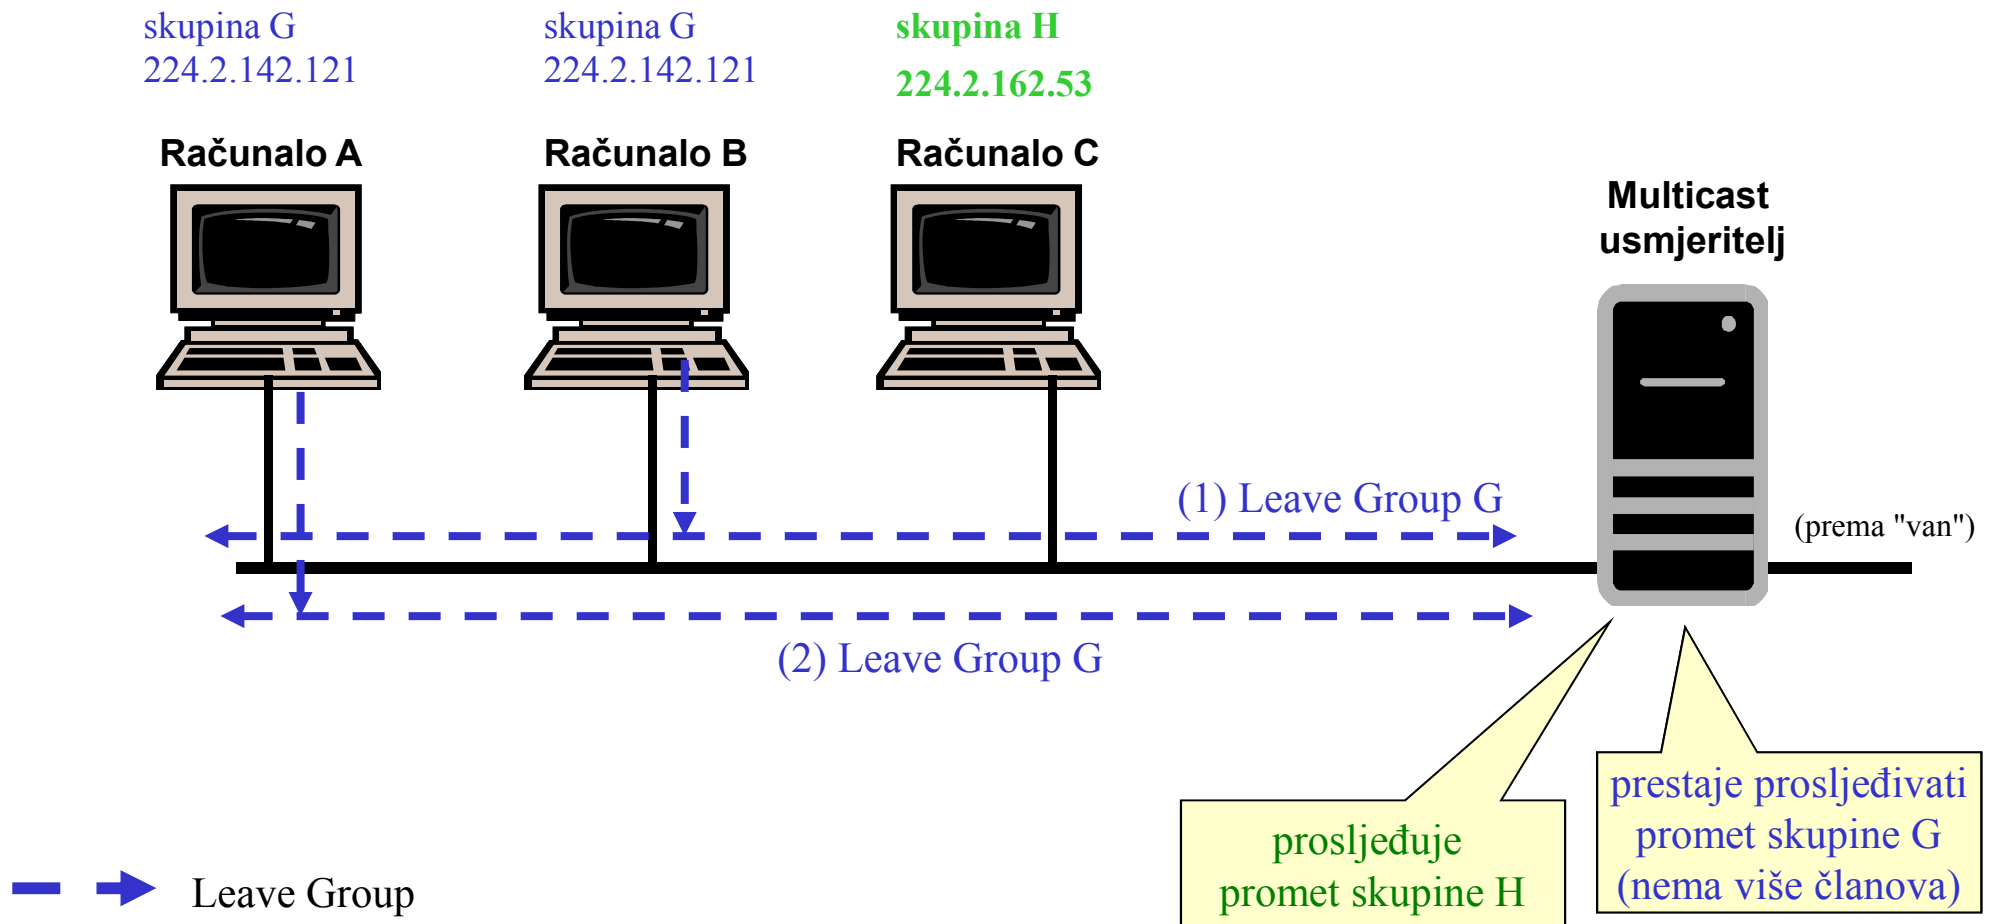 skupina G
224.2.142.121
skupina G
224.2.142.121
skupina H
224.2.162.53
Računalo A
Računalo B
Računalo C
Multicast
usmjeritelj
(1) Leave Group G
(prema "van")
(2) Leave Group G
prosljeđuje
promet skupine H
prestaje prosljeđivati
promet skupine G
(nema više članova)
Leave Group